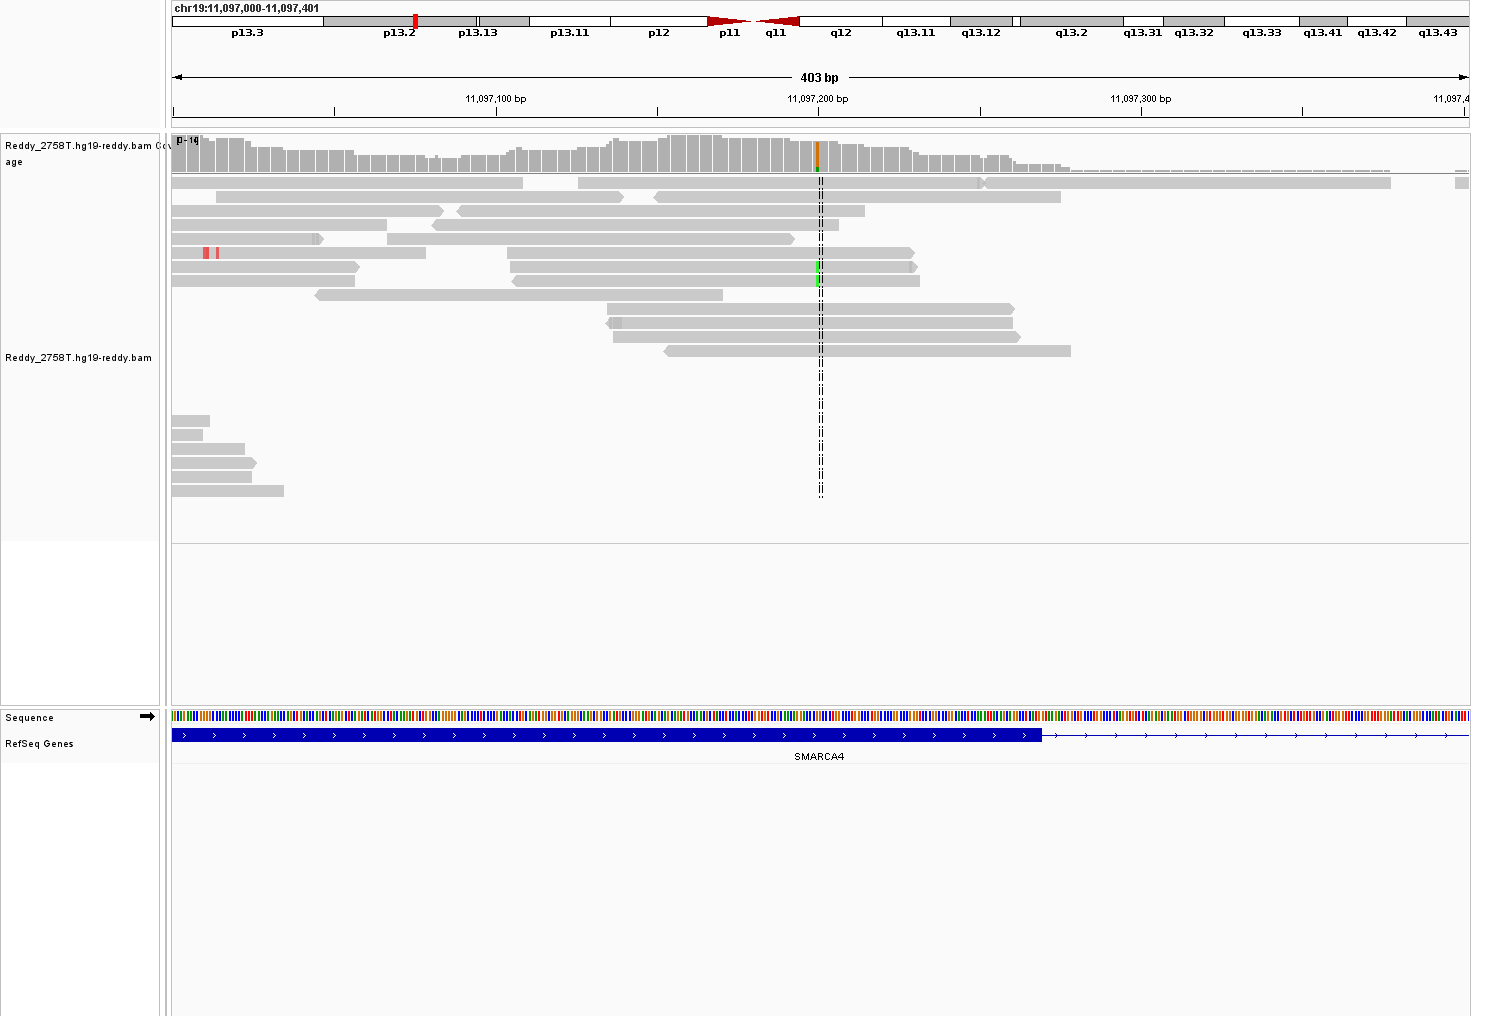 chr19:11,097,000-11,097,401
p13.3 p13.2 p13.13 p13.11 p12 p11 q11 q12 q13.11 q13.12 q13.2 q13.31 q13.32 q13.33 q13.41 q13.42 q13.43
403 bp
11,097,100 bp 11,097,200 bp 11,097,300 bp 11,097,4
Reddy_2758T.hg19-reddy.bam Cov
age
Reddy_2758T.hg19-reddy.bam
Sequence
RefSeq Genes
SMARCA4